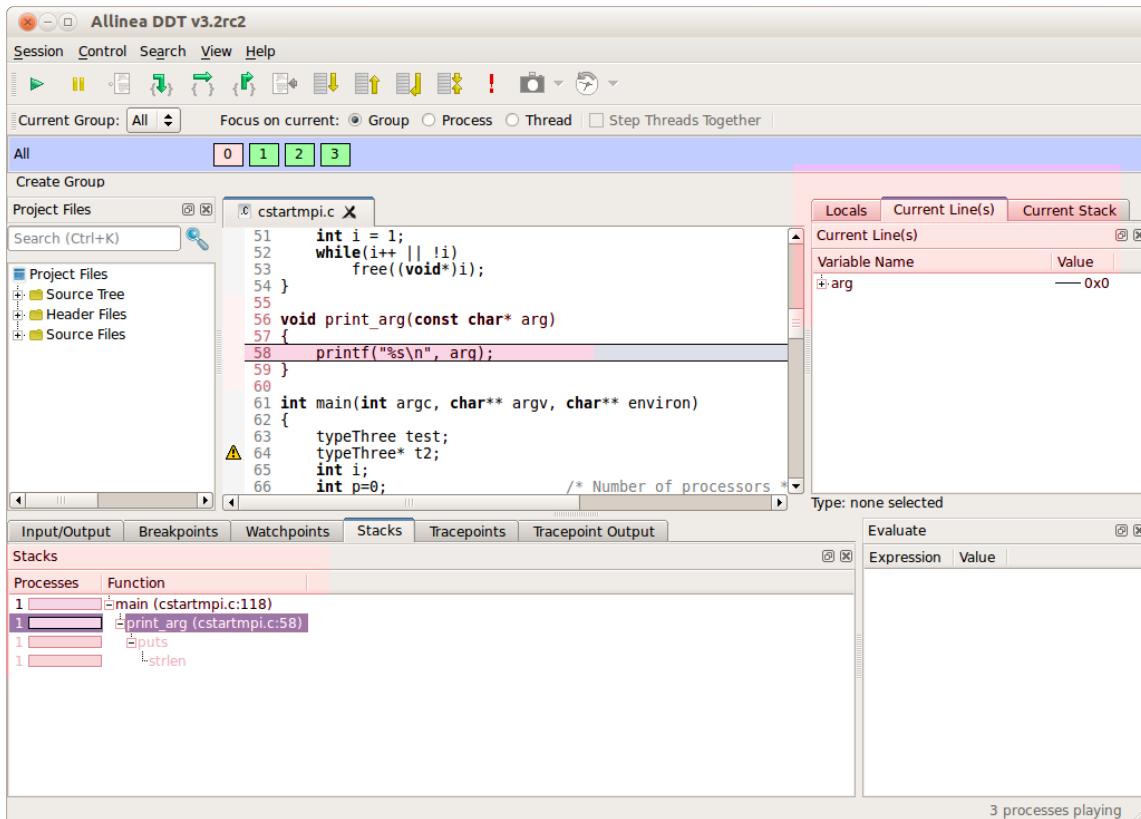 Allinea DDT v3.2rc2
Session Control Search View Help
Current Group: All Focus on current: Group Process Thread Step Threads Together
All 0 1 2 3
Create Group
Project Files
Search (Ctrl+K)
Project Files
Source Tree
Header Files
Source Files
cstartmpi.c
51 int i = 1;
52 while(i++ || !i)
53 free((void*)i);
54 }
55
56 void print_arg(const char* arg)
57 {
58 printf("%s\n", arg);
59 }
60
61 int main(int argc, char** argv, char** environ)
62 {
63 typeThree test;
64 typeThree* t2;
65 int i;
66 int p=0; /* Number of processors *
Locals Current Line(s) Current Stack
Current Line(s)
Variable Name Value
arg 0x0
Type: none selected
Input/Output Breakpoints Watchpoints Stacks Tracepoints Tracepoint Output
Stacks
Processes Function
1 main (cstartmpi.c:118)
1 print_arg (cstartmpi.c:58)
1 puts
1 strlen
Evaluate
Expression Value
3 processes playing